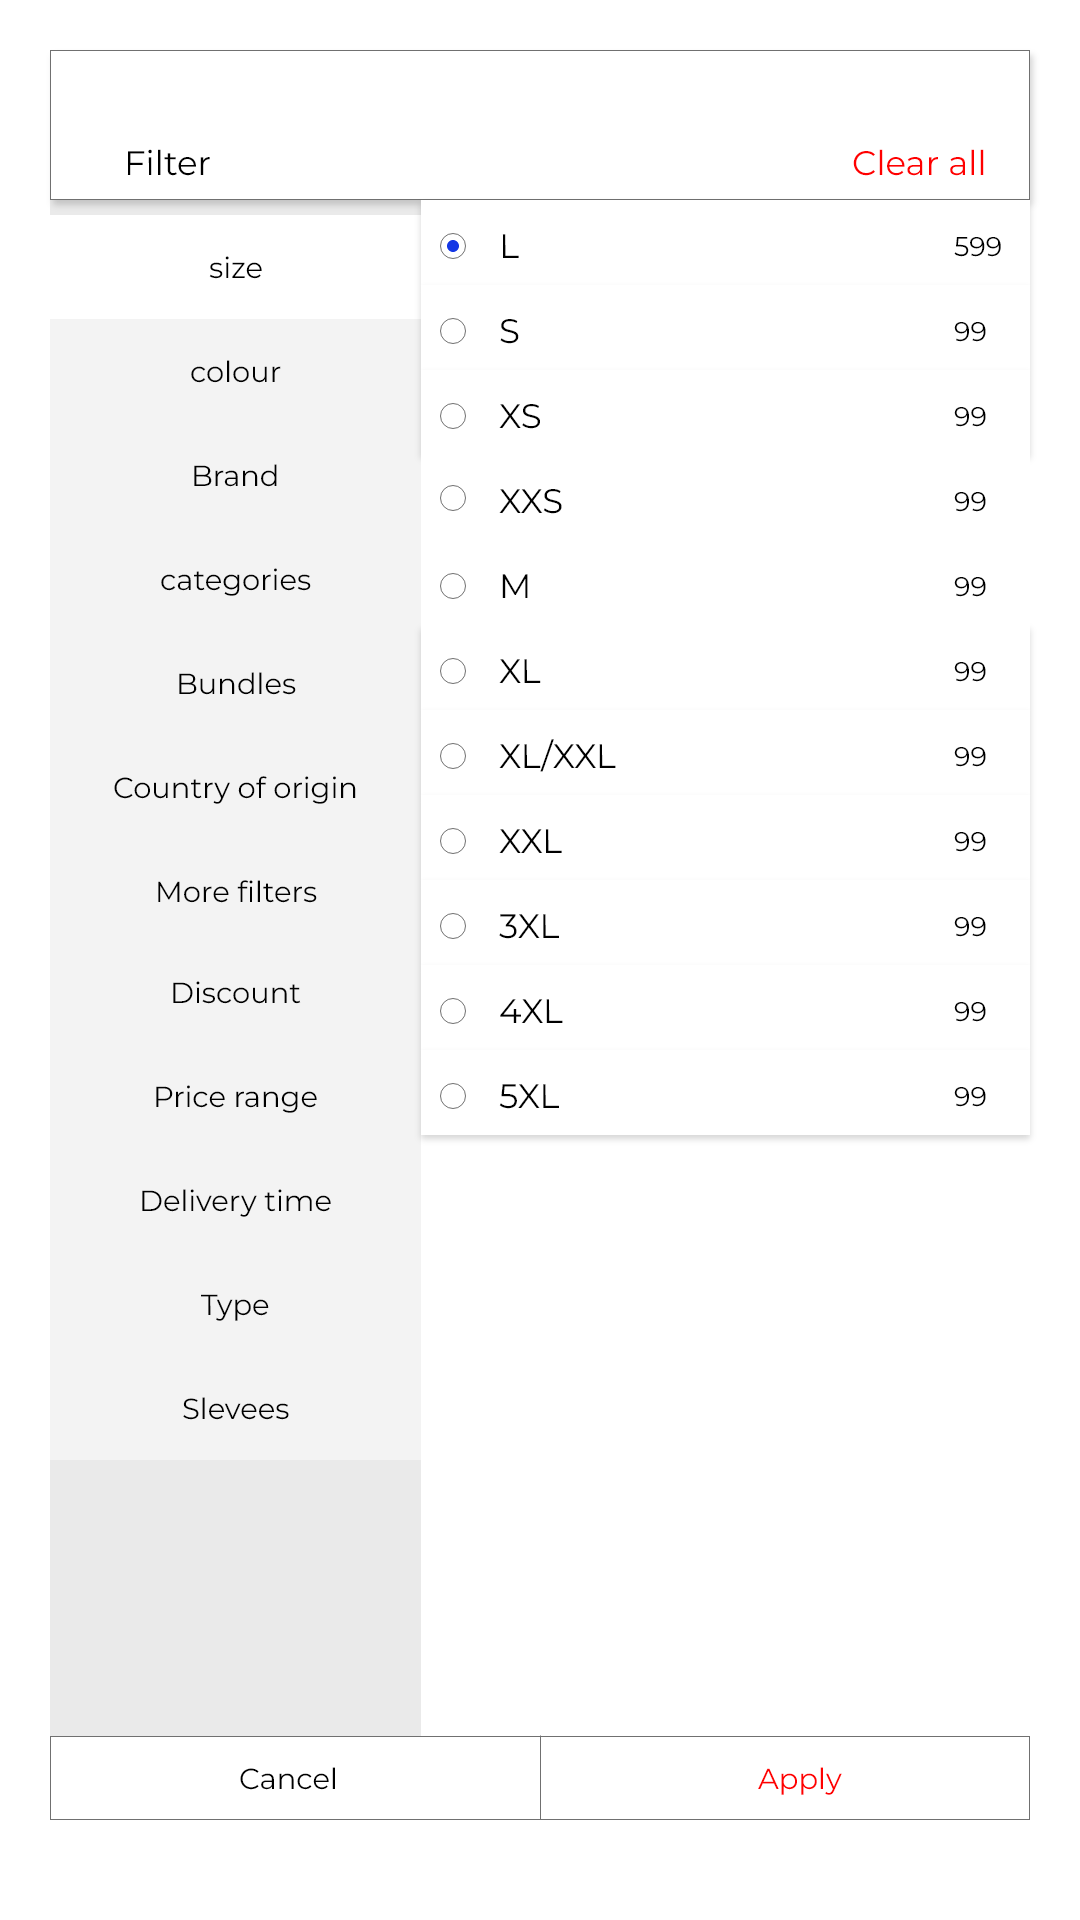 Filter
Clear all
size
colour
Brand
categories
Bundles
Country of origin
More filters
Discount
Price range
Delivery time
Type
Slevees
L 599
S 99
XS 99
XXS 99
M 99
XL 99
XL/XXL 99
XXL 99
3XL 99
4XL 99
5XL 99
Cancel
Apply